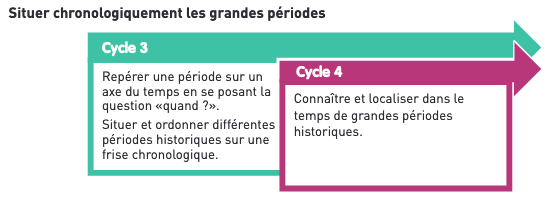 Situer chronologiquement les grandes périodes
Cycle 3
Repérer une période sur un
axe du temps en se posant la
question «quand ?».
Situer et ordonner différentes
périodes historiques sur une
frise chronologique.
Cycle 4
Connaître et localiser dans le
temps de grandes périodes
historiques.